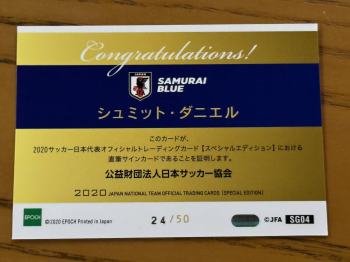 Congratulations!
JAPAN
JFA
SAMURAI
BLUE
シュミット・ダニエル
このカードが、
2020サッカー日本代表オフィシャルトレーディングカード【スペシャルエディション】における
直筆サインカードであることを証明します。
公益財団法人日本サッカー協会
2020 JAPAN NATIONAL TEAM OFFICIAL TRADING CARDS [SPECIAL EDITION]
EPOCH ©2020 EPOCH Printed in Japan 24/50 ©JFA SG04